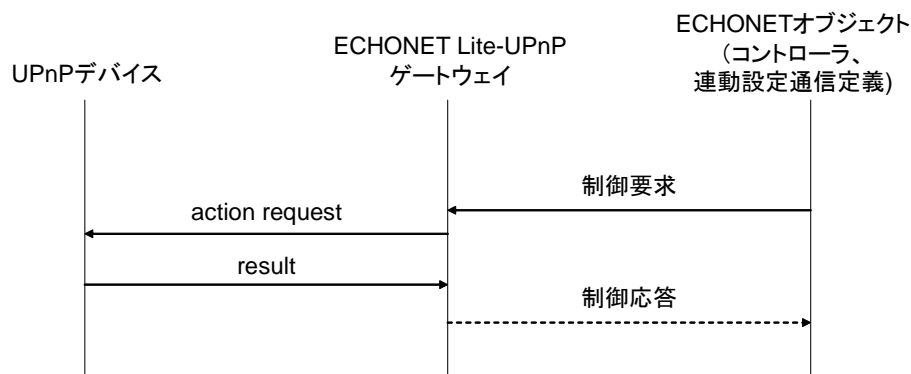 UPnPデバイス
ECHONET Lite-UPnP
ゲートウェイ
ECHONETオブジェクト
（コントローラ、
連動設定通信定義)
制御要求
action request
result
制御応答